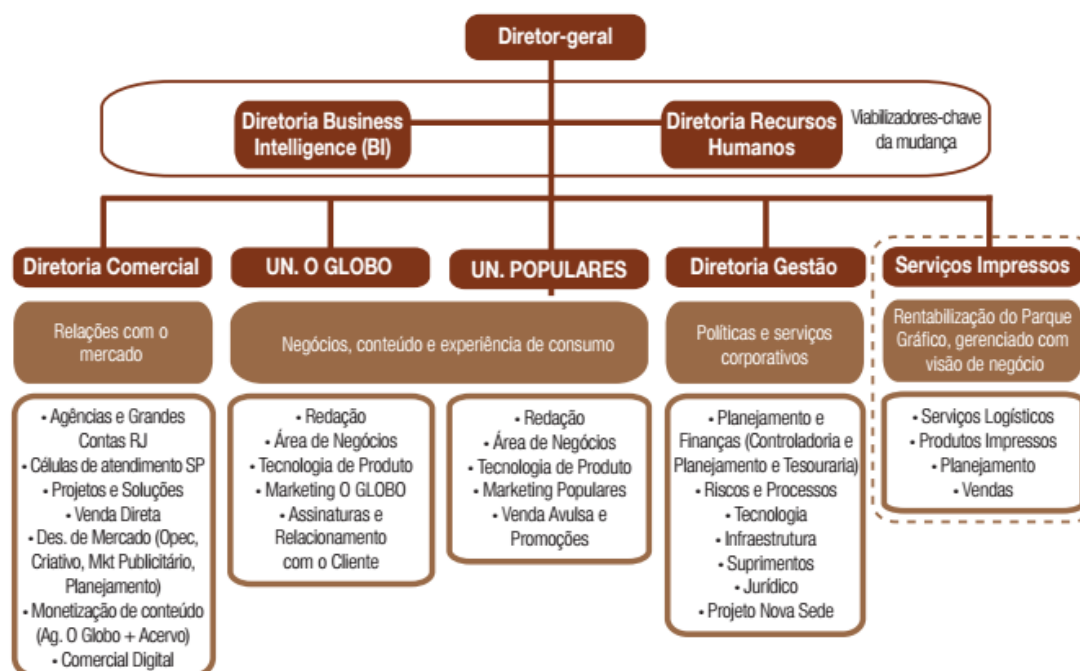 Diretor-geral
Diretoria Business
Intelligence (BI)
Diretoria Recursos
Humanos
Viabilizadores-chave
da mudança
Diretoria Comercial
Relações com o
mercado
• Agências e Grandes
Contas RJ
• Células de atendimento SP
• Projetos e Soluções
• Venda Direta
• Des. de Mercado (Opec,
Criativo, Mkt Publicitário,
Planejamento)
• Monetização de conteúdo
(Ag. O Globo + Acervo)
• Comercial Digital
UN. O GLOBO
UN. POPULARES
Negócios, conteúdo e experiência de consumo
• Redação
• Área de Negócios
• Tecnologia de Produto
• Marketing O GLOBO
• Assinaturas e
Relacionamento
com o Cliente
• Redação
• Área de Negócios
• Tecnologia de Produto
• Marketing Populares
• Venda Avulsa e
Promoções
Diretoria Gestão
Políticas e serviços
corporativos
• Planejamento e
Finanças (Controladoria e
Planejamento e Tesouraria)
• Riscos e Processos
• Tecnologia
• Infraestrutura
• Suprimentos
• Jurídico
• Projeto Nova Sede
Serviços Impressos
Rentabilização do Parque
Gráfico, gerenciado com
visão de negócio
• Serviços Logísticos
• Produtos Impressos
• Planejamento
• Vendas